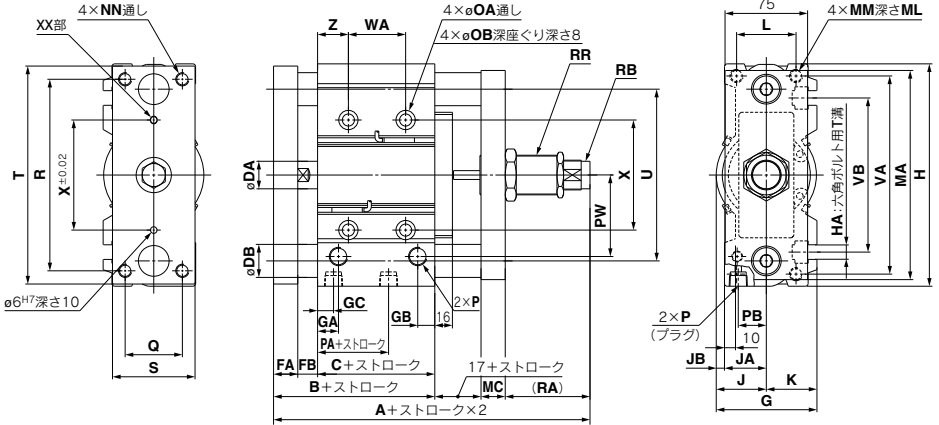 4×NN通し
XX部
T
R
X±0.02
ø6H7深さ10
Q
S
Z
WA
4×øOA通し
4×øOB深座ぐり深さ8
RR
RB
øDA
øDB
X
U
PW
GC
GA
GB
16
2×P
PA+ストローク
FA
FB
C+ストローク
17+ストローク
B+ストローク
MC
(RA)
A+ストローク×2
75
4×MM深さML
L
HA:六角ボルト用T溝
VB
VA
MA
H
2×P
(プラグ)
PB
10
JB
JA
J
K
G